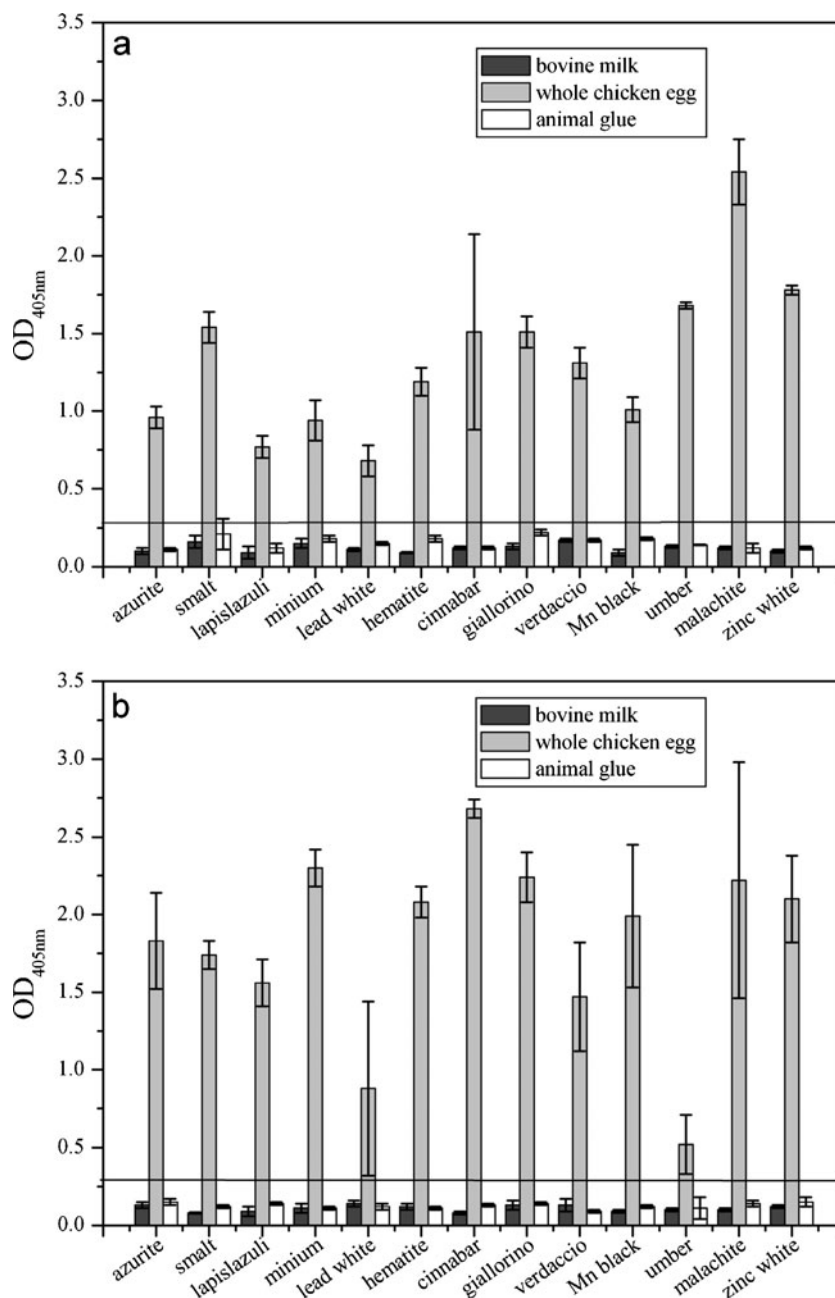 a
bovine milk
whole chicken egg
animal glue
3.5
3.0
2.5
2.0
1.5
1.0
0.5
0.0
OD405nm
azurite
smalt
lapislazuli
minium
lead white
hematite
cinnabar
giallorino
verdaccio
Mn black
umber
malachite
zinc white
b
bovine milk
whole chicken egg
animal glue
3.5
3.0
2.5
2.0
1.5
1.0
0.5
0.0
OD405nm
azurite
smalt
lapislazuli
minium
lead white
hematite
cinnabar
giallorino
verdaccio
Mn black
umber
malachite
zinc white